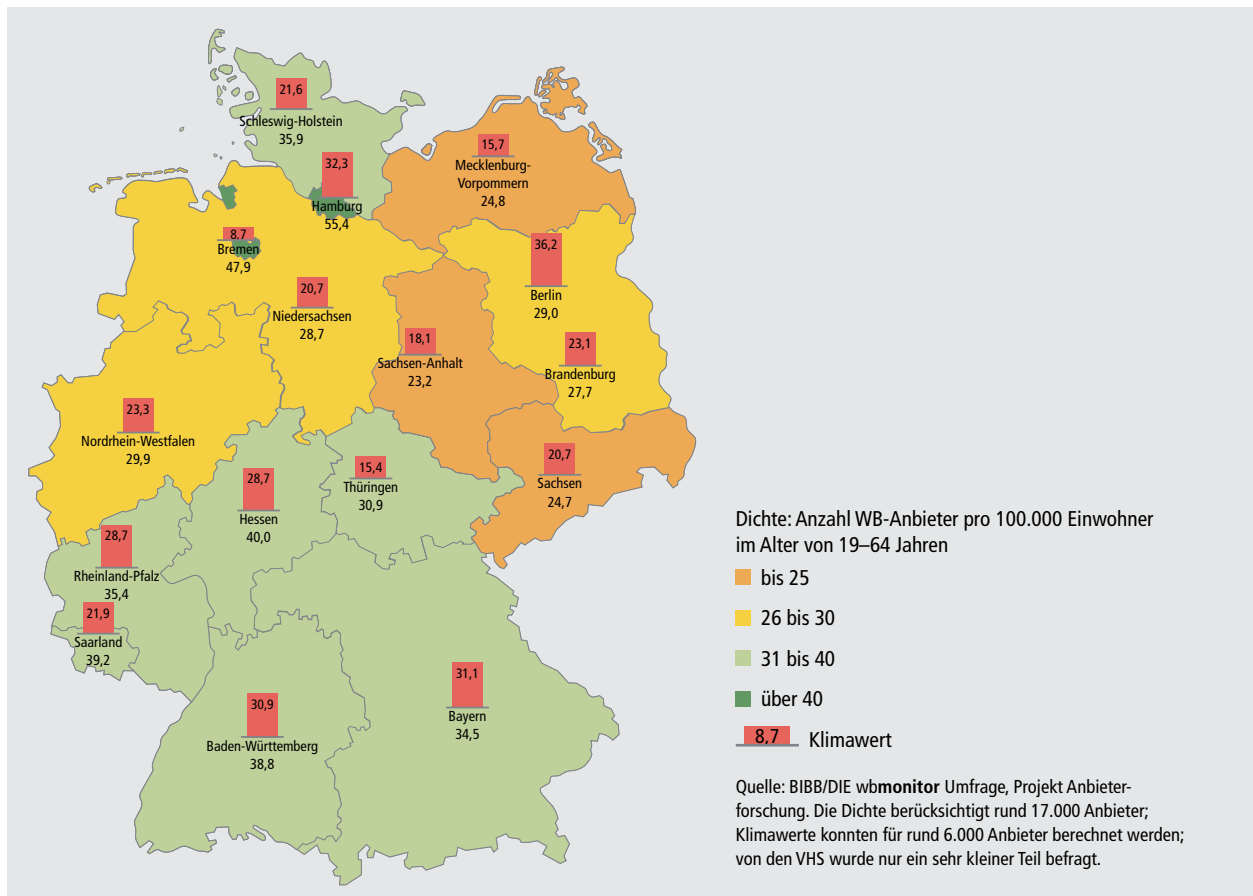 21,6
Schleswig-Holstein
35,9
15,7
Mecklenburg-
Vorpommern
24,8
32,3
Hamburg
55,4
8.7
Bremen
47,9
36,2
Berlin
29,0
20,7
Niedersachsen
28,7
18,1
Sachsen-Anhalt
23,2
23,1
Brandenburg
27,7
23,3
Nordrhein-Westfalen
29,9
28,7
Hessen
40,0
15,4
Thüringen
30,9
20,7
Sachsen
24,7
28,7
Rheinland-Pfalz
35,4
21,9
Saarland
39,2
30,9
Baden-Württemberg
38,8
31,1
Bayern
34,5
Dichte: Anzahl WB-Anbieter pro 100.000 Einwohner
im Alter von 19–64 Jahren
bis 25
26 bis 30
31 bis 40
über 40
8,7 Klimawert
Quelle: BIBB/DIE wbmonitor Umfrage, Projekt Anbieter-
forschung. Die Dichte berücksichtigt rund 17.000 Anbieter;
Klimawerte konnten für rund 6.000 Anbieter berechnet werden;
von den VHS wurde nur ein sehr kleiner Teil befragt.